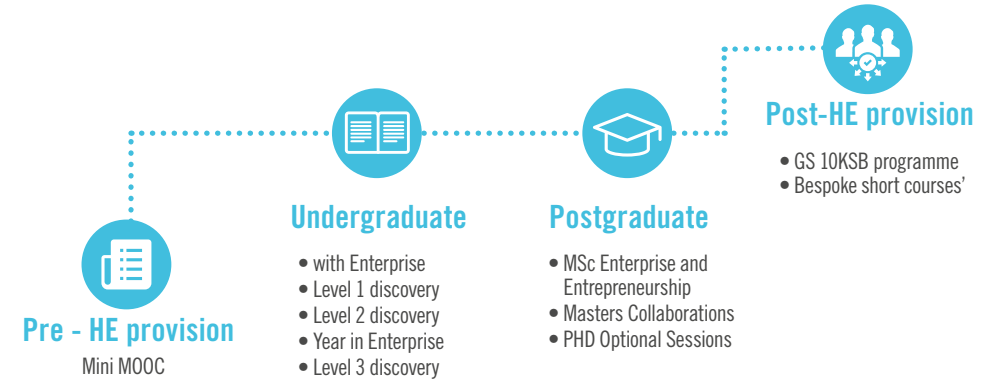 Pre - HE provision
Mini MOOC
Undergraduate
• with Enterprise
• Level 1 discovery
• Level 2 discovery
• Year in Enterprise
• Level 3 discovery
Postgraduate
• MSc Enterprise and
Entrepreneurship
• Masters Collaborations
• PHD Optional Sessions
Post-HE provision
• GS 10KSB programme
• Bespoke short courses’